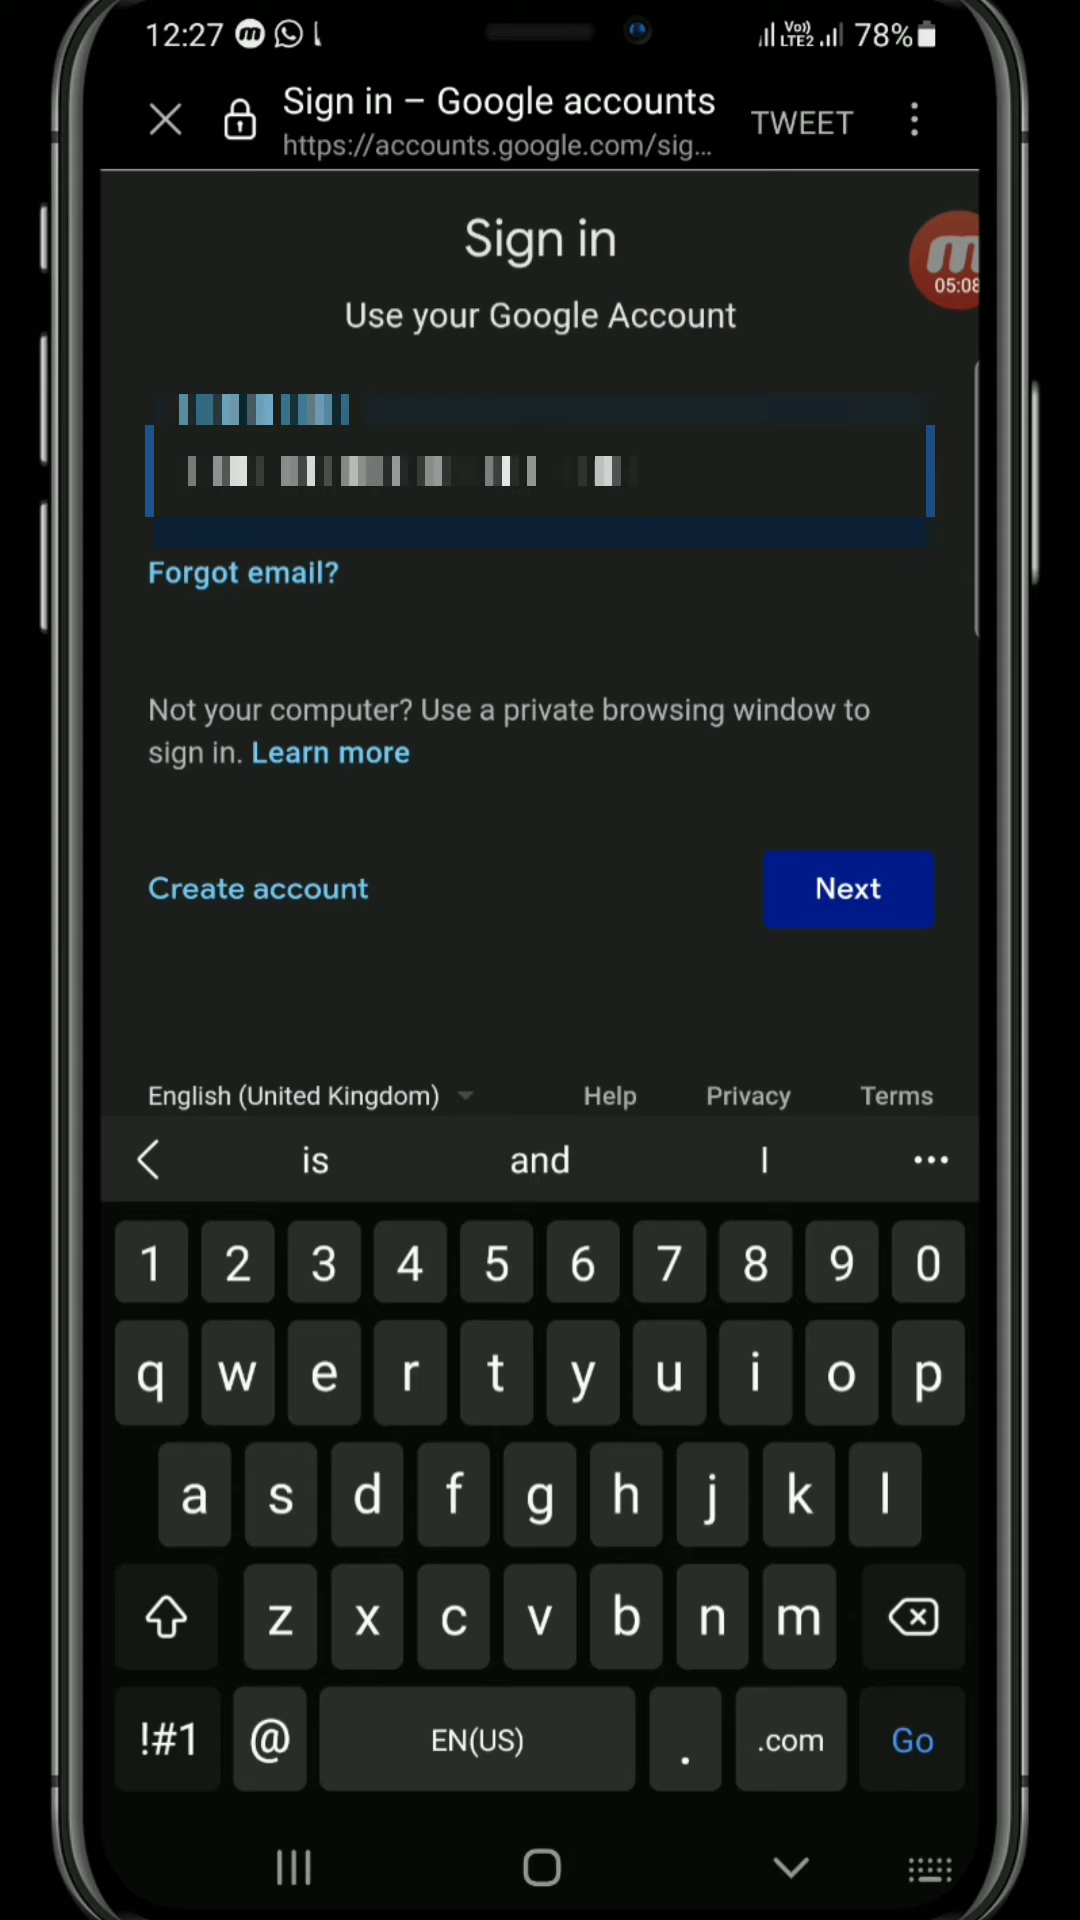 12:27 Vo)) LTE2 78%
Sign in – Google accounts
https://accounts.google.com/sig...
TWEET
Sign in
05:08
Use your Google Account
Forgot email?
Not your computer? Use a private browsing window to
sign in. Learn more
Create account
Next
English (United Kingdom)
Help Privacy Terms
is and I
1 2 3 4 5 6 7 8 9 0
q w e r t y u i o p
a s d f g h j k l
z x c v b n m
!#1 @ EN(US) . .com Go